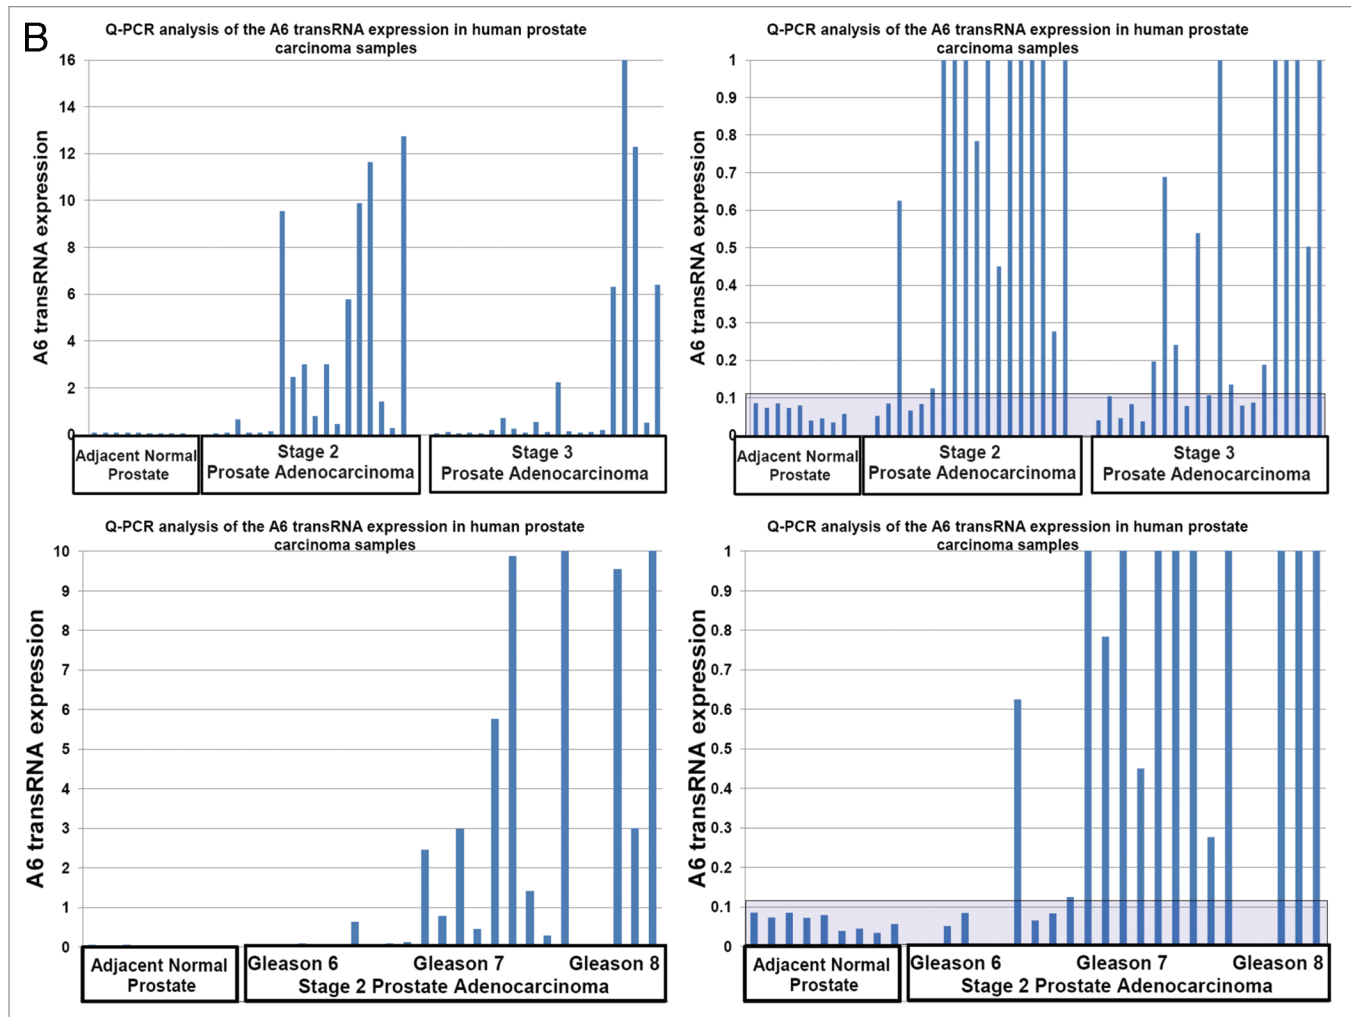 B
Q-PCR analysis of the A6 transRNA expression in human prostate
carcinoma samples
A6 transRNA expression
16
14
12
10
8
6
4
2
0
Adjacent Normal
Prostate
Stage 2
Prosate Adenocarcinoma
Stage 3
Prosate Adenocarcinoma
Q-PCR analysis of the A6 transRNA expression in human prostate
carcinoma samples
A6 transRNA expression
1
0.9
0.8
0.7
0.6
0.5
0.4
0.3
0.2
0.1
0
Adjacent Normal
Prostate
Stage 2
Prosate Adenocarcinoma
Stage 3
Prosate Adenocarcinoma
Q-PCR analysis of the A6 transRNA expression in human prostate
carcinoma samples
A6 transRNA expression
10
9
8
7
6
5
4
3
2
1
0
Adjacent Normal
Prostate
Gleason 6 Gleason 7 Gleason 8
Stage 2 Prostate Adenocarcinoma
Q-PCR analysis of the A6 transRNA expression in human prostate
carcinoma samples
A6 transRNA expression
1
0.9
0.8
0.7
0.6
0.5
0.4
0.3
0.2
0.1
0
Adjacent Normal
Prostate
Gleason 6 Gleason 7 Gleason 8
Stage 2 Prostate Adenocarcinoma